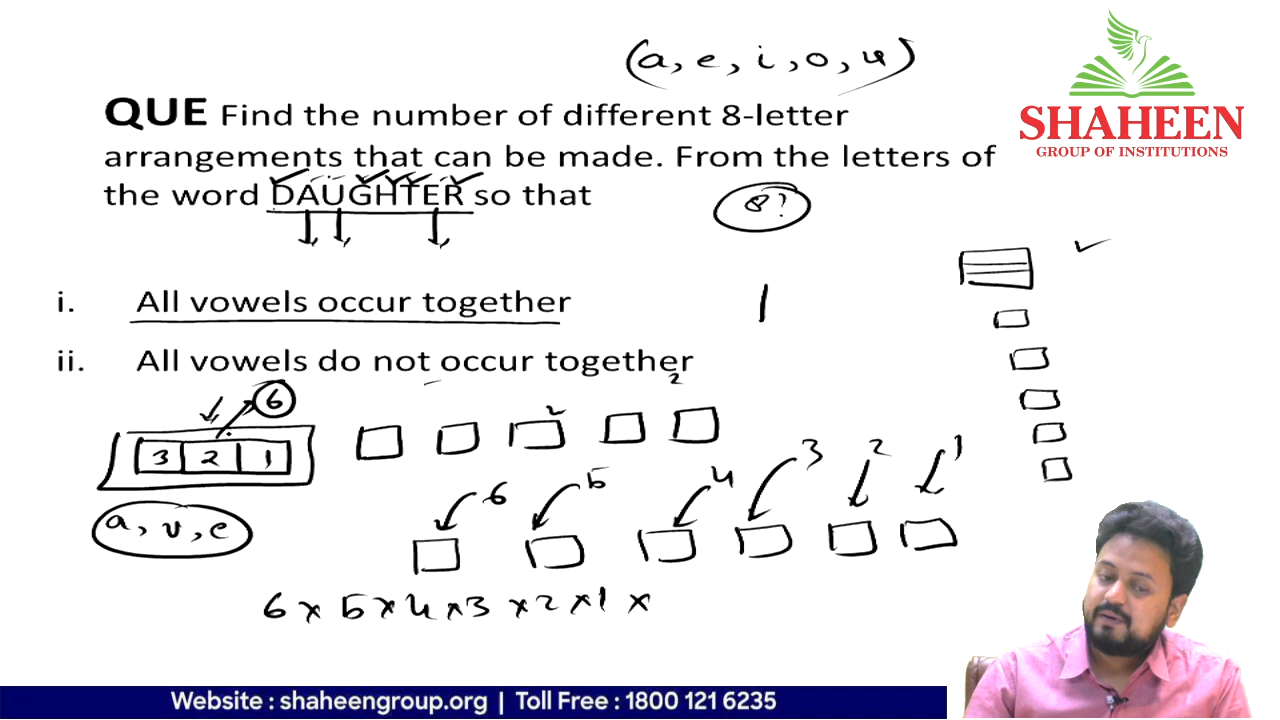 (a, e, i, o, u)
QUE Find the number of different 8-letter
arrangements that can be made. From the letters of
the word DAUGHTER so that
8!
i. All vowels occur together
1
ii. All vowels do not occur together
6
2
2
3 2 1
a, u, e
6 5 4 3 2 1
6 x 5 x 4 x 3 x 2 x 1 x
SHAHEEN
GROUP OF INSTITUTIONS
Website : shaheengroup.org | Toll Free : 1800 121 6235